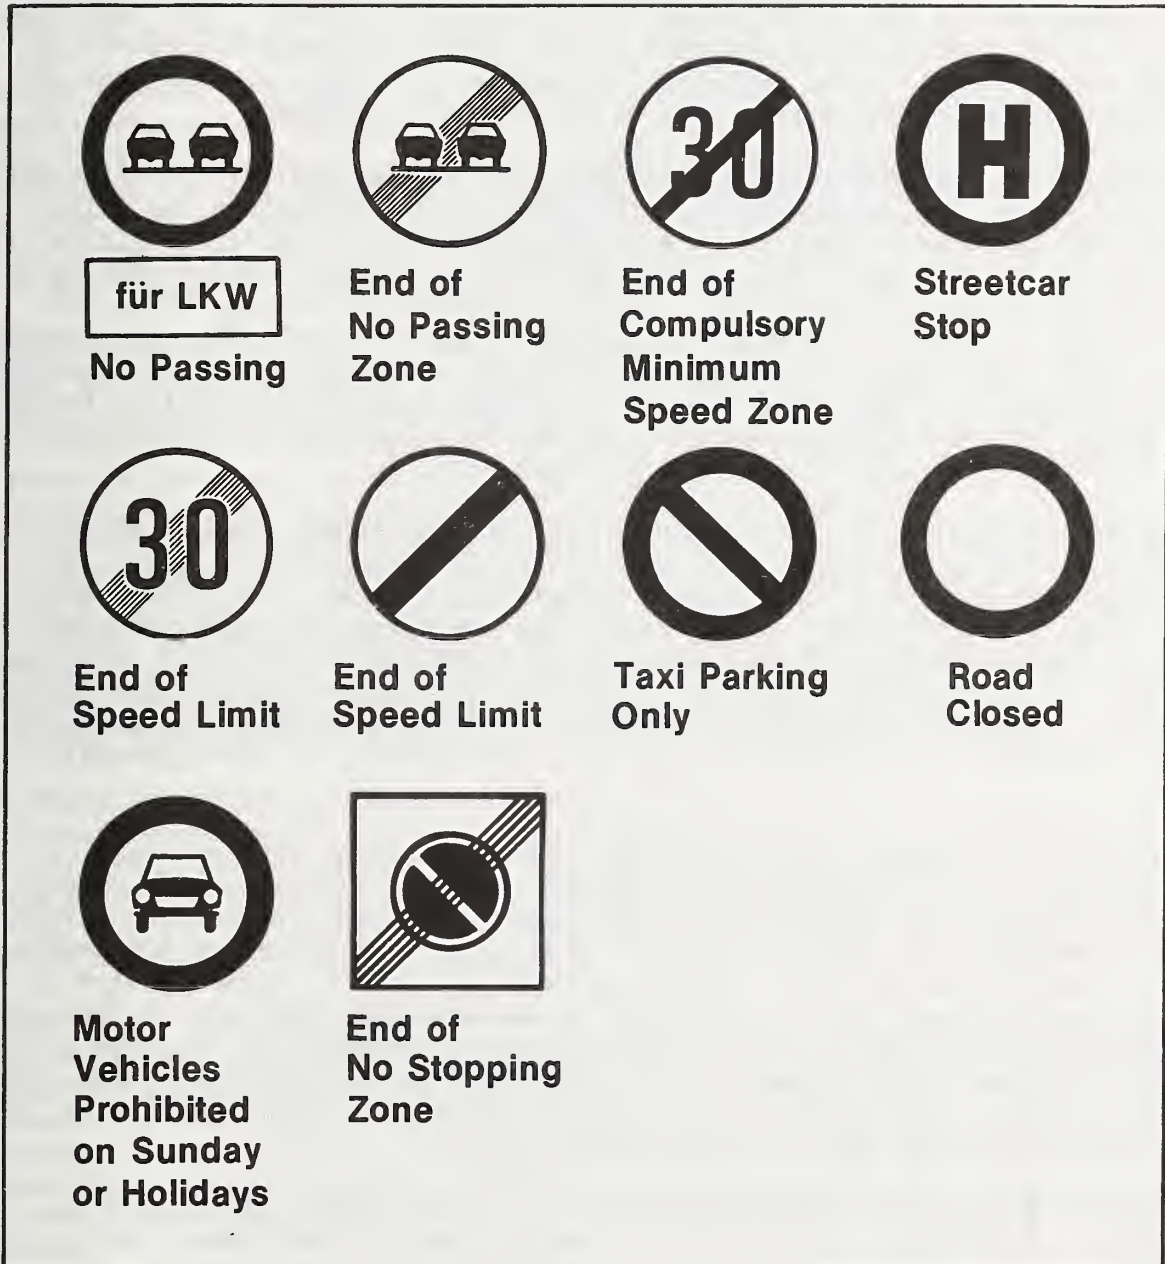 30
H
für LKW
No Passing
End of
No Passing
Zone
End of
Compulsory
Minimum
Speed Zone
Streetcar
Stop
30
End of
Speed Limit
End of
Speed Limit
Taxi Parking
Only
Road
Closed
Motor
Vehicles
Prohibited
on Sunday
or Holidays
End of
No Stopping
Zone